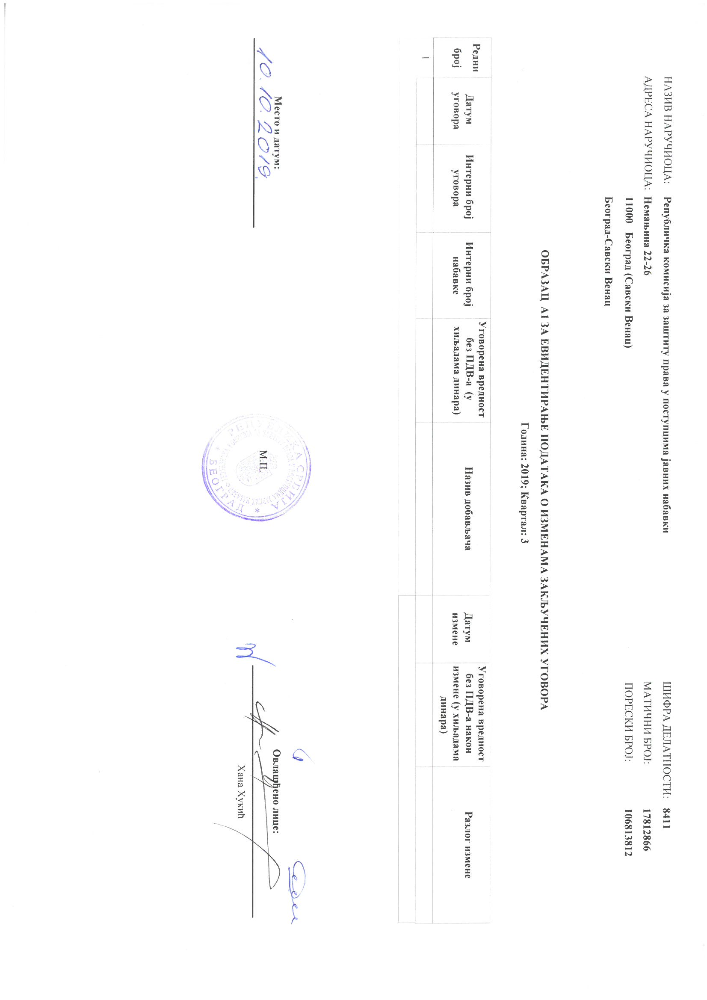 НАЗИВ НАРУЧИОЦА: Републичка комисија за заштиту права у поступцима јавних набавки ШИФРА ДЕЛАТНОСТИ: 8411
АДРЕСА НАРУЧИОЦА: Немањина 22-26 МАТИЧНИ БРОЈ: 17812866
11000 Београд (Савски Венац) ПОРЕСКИ БРОЈ: 106813812
Београд-Савски Венац
ОБРАЗАЦ А1 ЗА ЕВИДЕНТИРАЊЕ ПОДАТАКА О ИЗМЕНАМА ЗАКЉУЧЕНИХ УГОВОРА
Година: 2019; Квартал: 3
Редни
број
Датум
уговора
Интерни број
уговора
Интерни број
набавке
Уговорена вредност
без ПДВ-а (у
хиљадама динара)
Назив добављача
Датум
измене
Уговорена вредност
без ПДВ-а након
измене (у хиљадама
динара)
Разлог измене
1
Место и датум:
10.10.2019.
М.П.
РЕПУБЛИКА СРБИЈА
БЕОГРАД
Овлашћено лице:
Хана Хукић